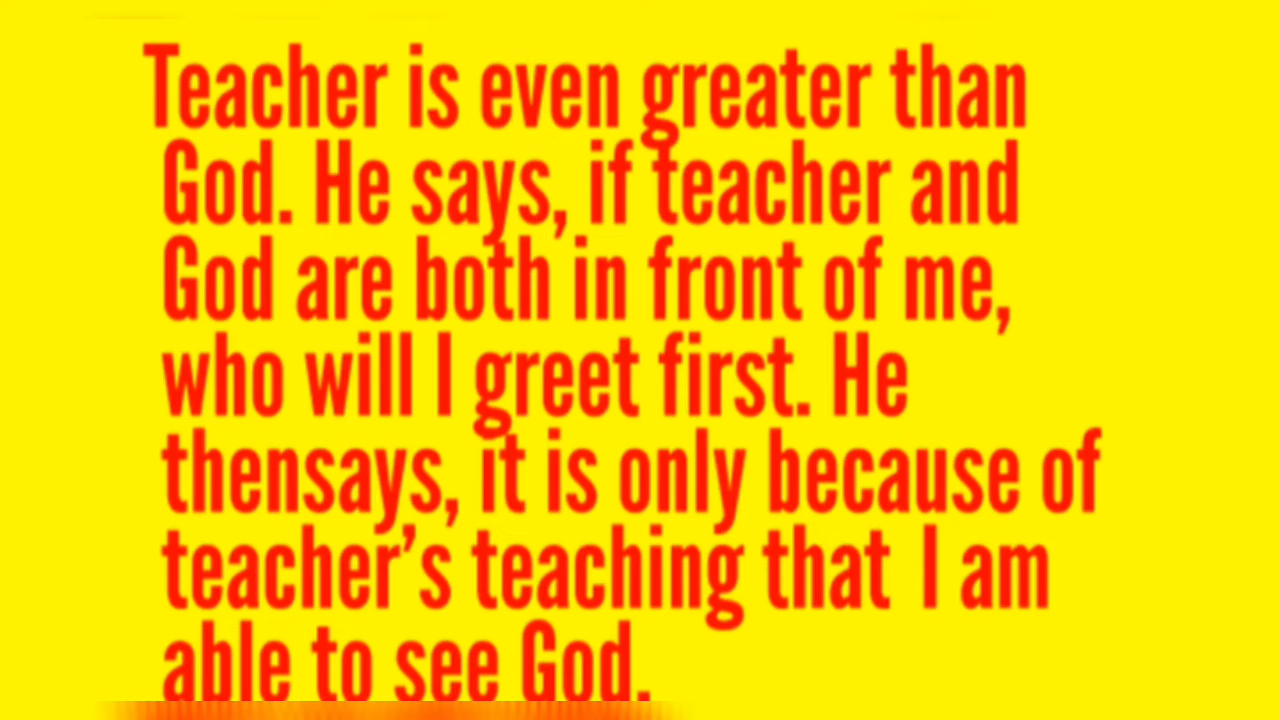 Teacher is even greater than
God. He says, if teacher and
God are both in front of me,
who will I greet first. He
thensays, it is only because of
teacher’s teaching that I am
able to see God.